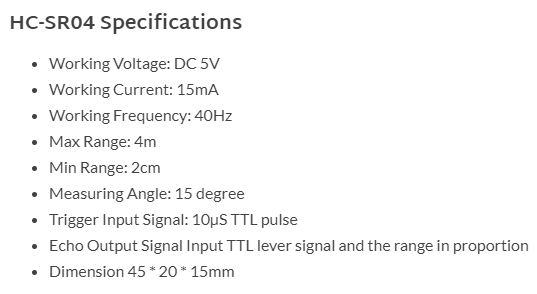 HC-SR04 Specifications
• Working Voltage: DC 5V
• Working Current: 15mA
• Working Frequency: 40Hz
• Max Range: 4m
• Min Range: 2cm
• Measuring Angle: 15 degree
• Trigger Input Signal: 10µS TTL pulse
• Echo Output Signal Input TTL lever signal and the range in proportion
• Dimension 45 * 20 * 15mm